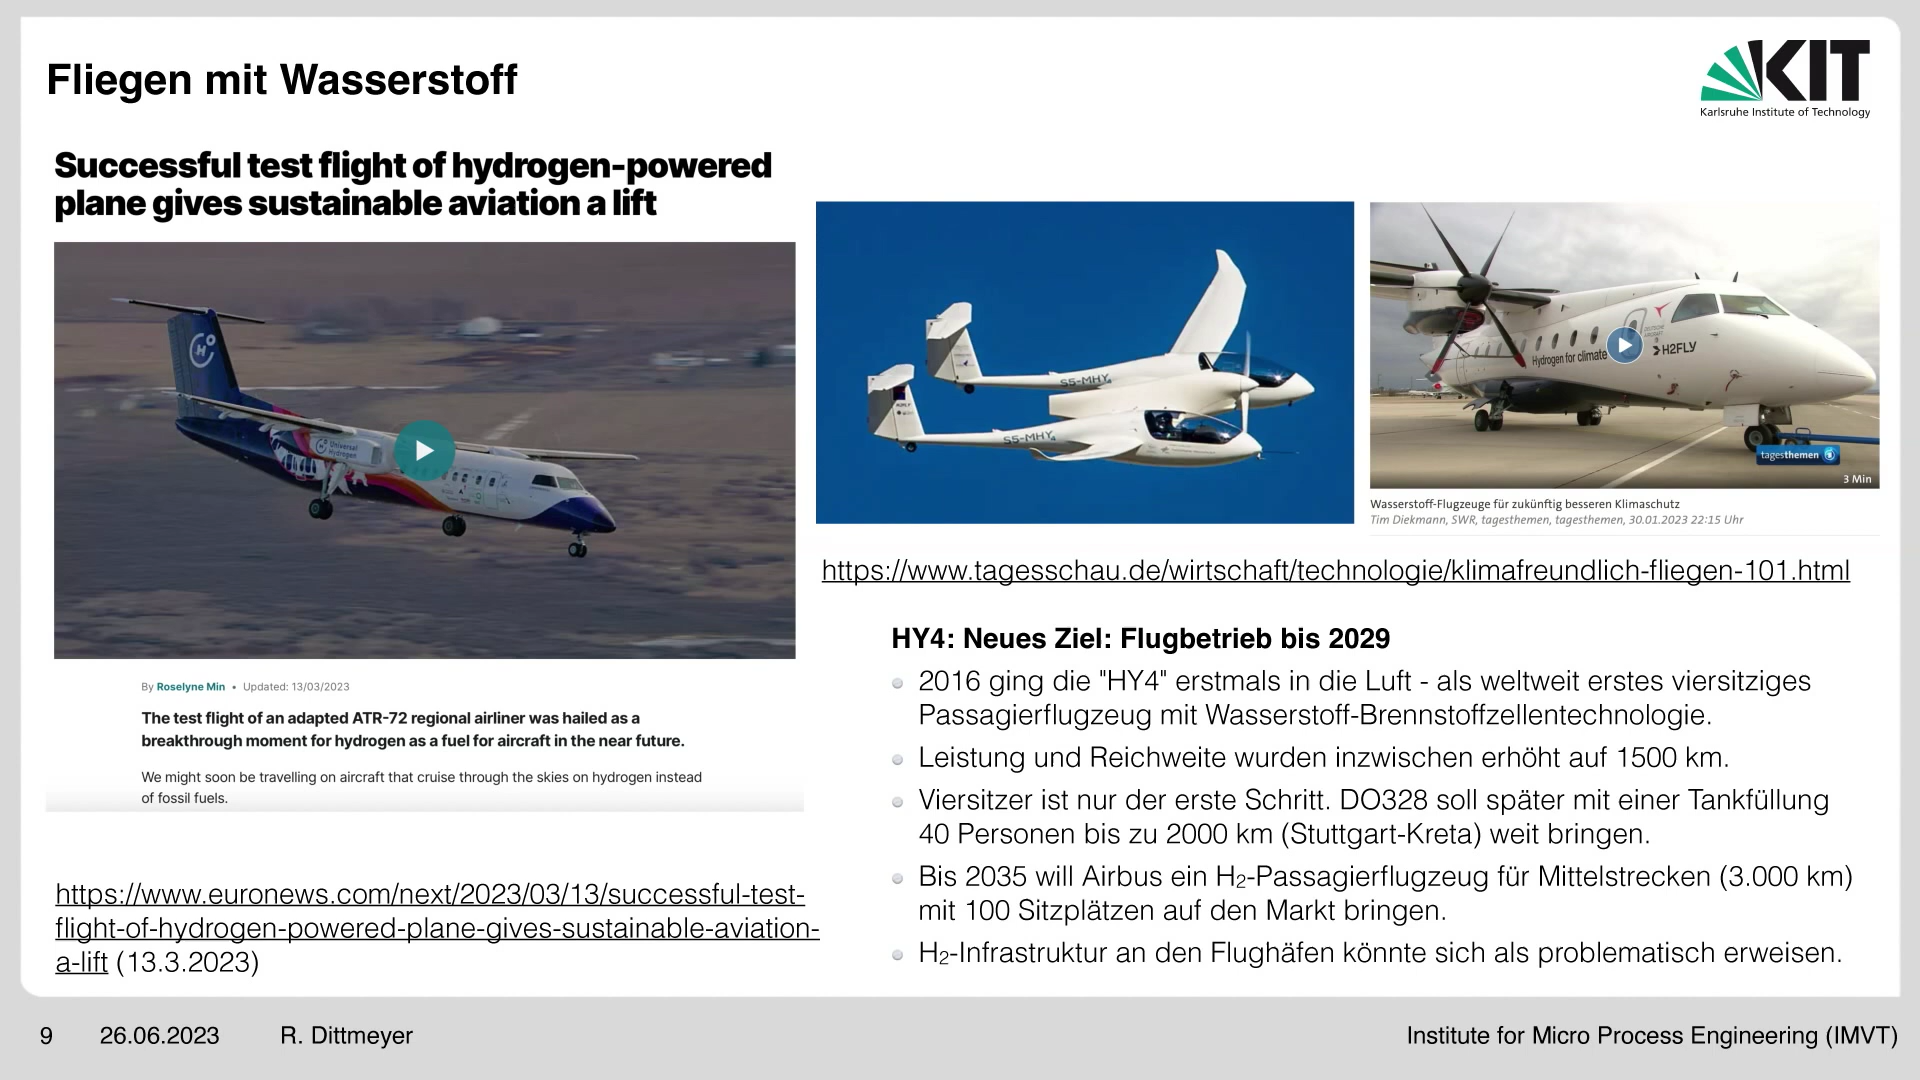 Fliegen mit Wasserstoff
KIT
Karlsruhe Institute of Technology
Successful test flight of hydrogen-powered
plane gives sustainable aviation a lift
H
Universal
Hydrogen
By Roselyne Min • Updated: 13/03/2023
The test flight of an adapted ATR-72 regional airliner was hailed as a
breakthrough moment for hydrogen as a fuel for aircraft in the near future.
We might soon be travelling on aircraft that cruise through the skies on hydrogen instead
of fossil fuels.
https://www.euronews.com/next/2023/03/13/successful-test-
flight-of-hydrogen-powered-plane-gives-sustainable-aviation-
a-lift (13.3.2023)
S5-MHY
S5-MHY
DEUTSCHE
AIRCRAFT
Hydrogen for climate
H2FLY
tagesthemen
3 Min
Wasserstoff-Flugzeuge für zukünftig besseren Klimaschutz
Tim Diekmann, SWR, tagesthemen, tagesthemen, 30.01.2023 22:15 Uhr
https://www.tagesschau.de/wirtschaft/technologie/klimafreundlich-fliegen-101.html
HY4: Neues Ziel: Flugbetrieb bis 2029
2016 ging die "HY4" erstmals in die Luft - als weltweit erstes viersitziges
Passagierflugzeug mit Wasserstoff-Brennstoffzellentechnologie.
Leistung und Reichweite wurden inzwischen erhöht auf 1500 km.
Viersitzer ist nur der erste Schritt. DO328 soll später mit einer Tankfüllung
40 Personen bis zu 2000 km (Stuttgart-Kreta) weit bringen.
Bis 2035 will Airbus ein H₂-Passagierflugzeug für Mittelstrecken (3.000 km)
mit 100 Sitzplätzen auf den Markt bringen.
H₂-Infrastruktur an den Flughäfen könnte sich als problematisch erweisen.
9 26.06.2023 R. Dittmeyer Institute for Micro Process Engineering (IMVT)